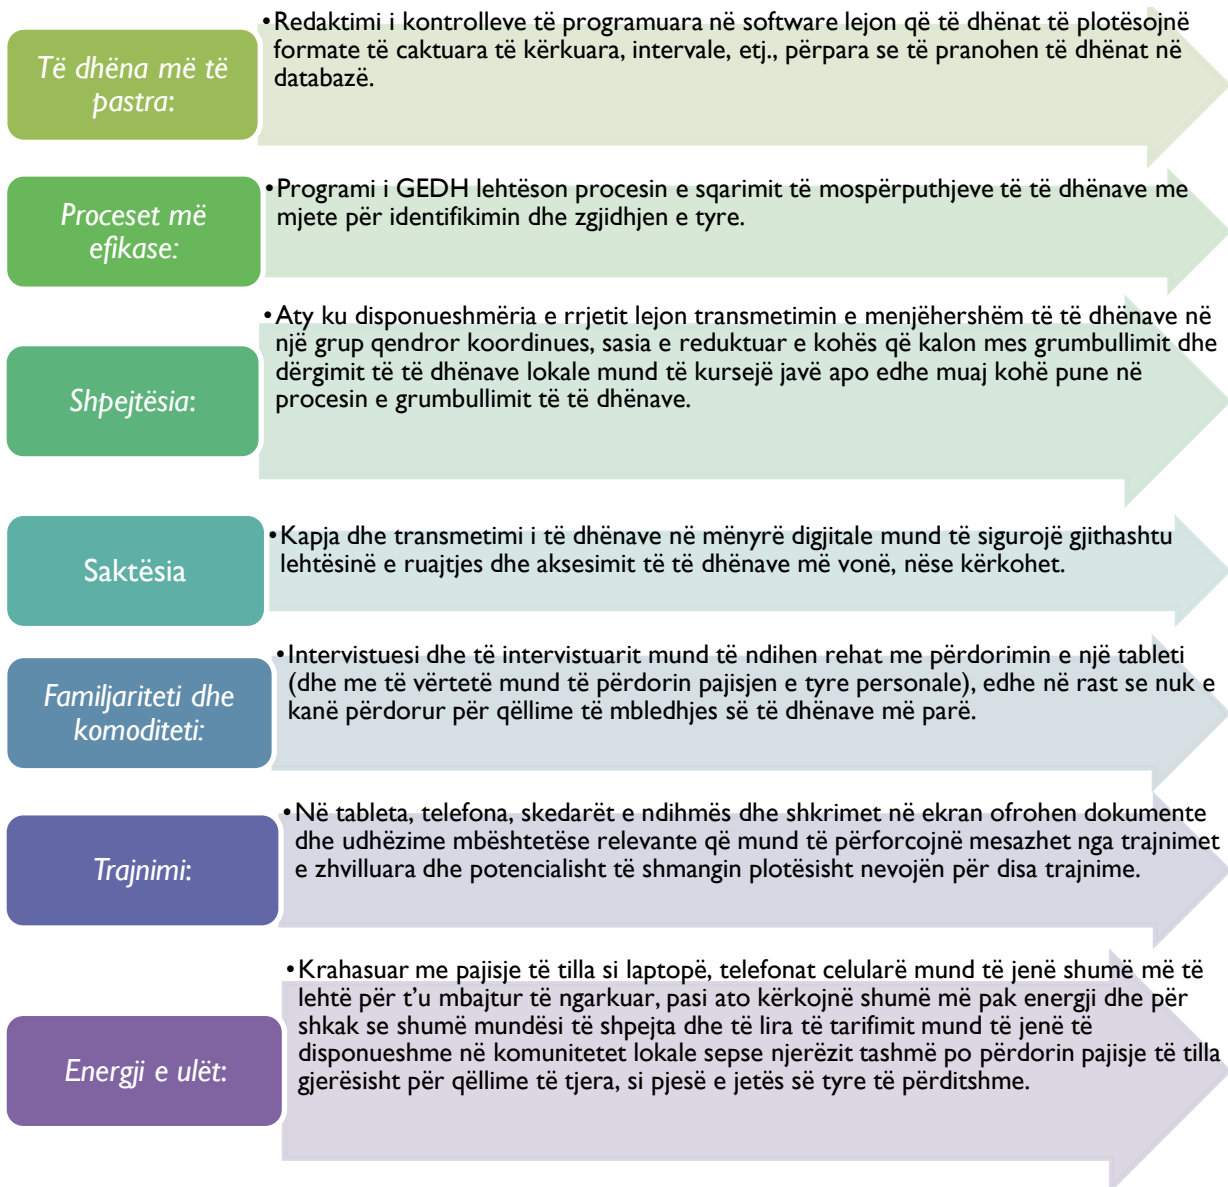 Të dhëna më të
pastra:
•Redaktimi i kontrolleve të programuara në software lejon që të dhënat të plotësojnë
formate të caktuara të kërkuara, intervale, etj., përpara se të pranohen të dhënat në
databazë.
Proceset më
efikase:
•Programi i GEDH lehtëson procesin e sqarimit të mospërputhjeve të të dhënave me
mjete për identifikimin dhe zgjidhjen e tyre.
Shpejtësia:
•Aty ku disponueshmëria e rrjetit lejon transmetimin e menjëhershëm të të dhënave në
një grup qendror koordinues, sasia e reduktuar e kohës që kalon mes grumbullimit dhe
dërgimit të të dhënave lokale mund të kursejë javë apo edhe muaj kohë pune në
procesin e grumbullimit të të dhënave.
Saktësia
•Kapja dhe transmetimi i të dhënave në mënyrë digjitale mund të sigurojë gjithashtu
lehtësinë e ruajtjes dhe aksesimit të të dhënave më vonë, nëse kërkohet.
Familjariteti dhe
komoditeti:
•Intervistuesi dhe të intervistuarit mund të ndihen rehat me përdorimin e një tableti
(dhe me të vërtetë mund të përdorin pajisjen e tyre personale), edhe në rast se nuk e
kanë përdorur për qëllime të mbledhjes së të dhënave më parë.
Trajnimi:
•Në tableta, telefona, skedarët e ndihmës dhe shkrimet në ekran ofrohen dokumente
dhe udhëzime mbështetëse relevante që mund të përforcojnë mesazhet nga trajnimet
e zhvilluara dhe potencialisht të shmangin plotësisht nevojën për disa trajnime.
Energji e ulët:
•Krahasuar me pajisje të tilla si laptopë, telefonat celularë mund të jenë shumë më të
lehtë për t’u mbajtur të ngarkuar, pasi ato kërkojnë shumë më pak energji dhe për
shkak se shumë mundësi të shpejta dhe të lira të tarifimit mund të jenë të
disponueshme në komunitetet lokale sepse njerëzit tashmë po përdorin pajisje të tilla
gjerësisht për qëllime të tjera, si pjesë e jetës së tyre të përditshme.